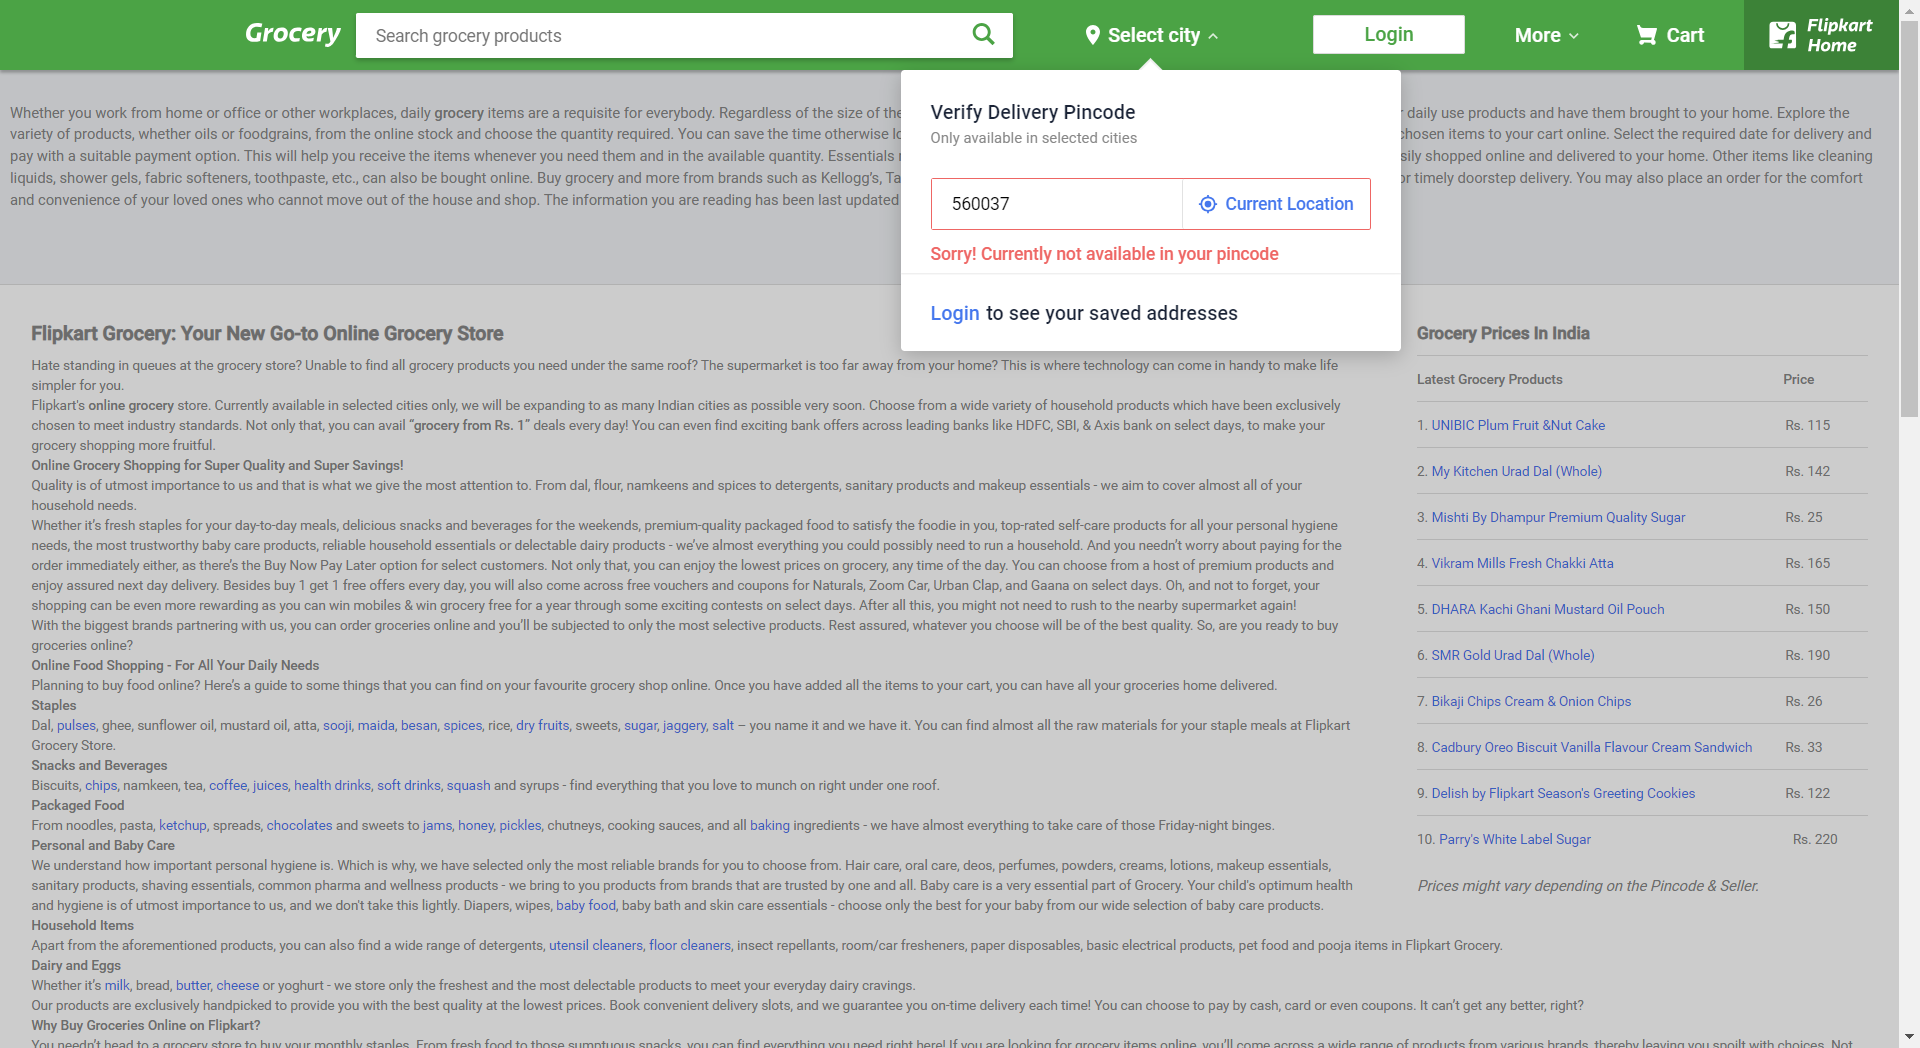 Grocery
Search grocery products
Select city
Login
More
Cart
Flipkart
Home
Whether you work from home or office or other workplaces, daily grocery items are a requisite for everybody. Regardless of the size of the
daily use products and have them brought to your home. Explore the
variety of products, whether oils or foodgrains, from the online stock and choose the quantity required. You can save the time otherwise
chosen items to your cart online. Select the required date for delivery and
pay with a suitable payment option. This will help you receive the items whenever you need them and in the available quantity. Essentials
shopped online and delivered to your home. Other items like cleaning
liquids, shower gels, fabric softeners, toothpaste, etc., can also be bought online. Buy grocery and more from brands such as Kellogg's,
or timely doorstep delivery. You may also place an order for the comfort
and convenience of your loved ones who cannot move out of the house and shop. The information you are reading has been last updated
Verify Delivery Pincode
Only available in selected cities
560037
Current Location
Sorry! Currently not available in your pincode
Login to see your saved addresses
Flipkart Grocery: Your New Go-to Online Grocery Store
Hate standing in queues at the grocery store? Unable to find all grocery products you need under the same roof? The supermarket is too far away from your home? This is where technology can come in handy to make life
simpler for you.
Flipkart's online grocery store. Currently available in selected cities only, we will be expanding to as many Indian cities as possible very soon. Choose from a wide variety of household products which have been exclusively
chosen to meet industry standards. Not only that, you can avail “grocery from Rs. 1” deals every day! You can even find exciting bank offers across leading banks like HDFC, SBI, & Axis bank on select days, to make your
grocery shopping more fruitful.
Online Grocery Shopping for Super Quality and Super Savings!
Quality is of utmost importance to us and that is what we give the most attention to. From dal, flour, namkeens and spices to detergents, sanitary products and makeup essentials - we aim to cover almost all of your
household needs.
Whether it’s fresh staples for your day-to-day meals, delicious snacks and beverages for the weekends, premium-quality packaged food to satisfy the foodie in you, top-rated self-care products for all your personal hygiene
needs, the most trustworthy baby care products, reliable household essentials or delectable dairy products - we’ve almost everything you could possibly need to run a household. And you needn’t worry about paying for the
order immediately either, as there’s the Buy Now Pay Later option for select customers. Not only that, you can enjoy the lowest prices on grocery, any time of the day. You can choose from a host of premium products and
enjoy assured next day delivery. Besides buy 1 get 1 free offers every day, you will also come across free vouchers and coupons for Naturals, Zoom Car, Urban Clap, and Gaana on select days. Oh, and not to forget, your
shopping can be even more rewarding as you can win mobiles & win grocery free for a year through some exciting contests on select days. After all this, you might not need to rush to the nearby supermarket again!
With the biggest brands partnering with us, you can order groceries online and you’ll be subjected to only the most selective products. Rest assured, whatever you choose will be of the best quality. So, are you ready to buy
groceries online?
Online Food Shopping - For All Your Daily Needs
Planning to buy food online? Here’s a guide to some things that you can find on your favourite grocery shop online. Once you have added all the items to your cart, you can have all your groceries home delivered.
Staples
Dal, pulses, ghee, sunflower oil, mustard oil, atta, sooji, maida, besan, spices, rice, dry fruits, sweets, sugar, jaggery, salt – you name it and we have it. You can find almost all the raw materials for your staple meals at Flipkart
Grocery Store.
Snacks and Beverages
Biscuits, chips, namkeen, tea, coffee, juices, health drinks, soft drinks, squash and syrups - find everything that you love to munch on right under one roof.
Packaged Food
From noodles, pasta, ketchup, spreads, chocolates and sweets to jams, honey, pickles, chutneys, cooking sauces, and all baking ingredients - we have almost everything to take care of those Friday-night binges.
Personal and Baby Care
We understand how important personal hygiene is. Which is why, we have selected only the most reliable brands for you to choose from. Hair care, oral care, deos, perfumes, powders, creams, lotions, makeup essentials,
sanitary products, shaving essentials, common pharma and wellness products - we bring to you products from brands that are trusted by one and all. Baby care is a very essential part of Grocery. Your child's optimum health
and hygiene is of utmost importance to us, and we don't take this lightly. Diapers, wipes, baby food, baby bath and skin care essentials - choose only the best for your baby from our wide selection of baby care products.
Household Items
Apart from the aforementioned products, you can also find a wide range of detergents, utensil cleaners, floor cleaners, insect repellants, room/car fresheners, paper disposables, basic electrical products, pet food and pooja items in Flipkart Grocery.
Dairy and Eggs
Whether it’s milk, bread, butter, cheese or yoghurt - we store only the freshest and the most delectable products to meet your everyday dairy cravings.
Our products are exclusively handpicked to provide you with the best quality at the lowest prices. Book convenient delivery slots, and we guarantee you on-time delivery each time! You can choose to pay by cash, card or even coupons. It can’t get any better, right?
Why Buy Groceries Online on Flipkart?
You needn’t head to a grocery store to buy your monthly staples. From fresh food to those sumptuous snacks, you can find everything you need right here! If you are looking for grocery items online, you’ll come across a wide range of products from various brands, thereby leaving you spoilt with choices. Not
Grocery Prices In India
Latest Grocery Products Price
1. UNIBIC Plum Fruit &Nut Cake Rs. 115
2. My Kitchen Urad Dal (Whole) Rs. 142
3. Mishti By Dhampur Premium Quality Sugar Rs. 25
4. Vikram Mills Fresh Chakki Atta Rs. 165
5. DHARA Kachi Ghani Mustard Oil Pouch Rs. 150
6. SMR Gold Urad Dal (Whole) Rs. 190
7. Bikaji Chips Cream & Onion Chips Rs. 26
8. Cadbury Oreo Biscuit Vanilla Flavour Cream Sandwich Rs. 33
9. Delish by Flipkart Season's Greeting Cookies Rs. 122
10. Parry's White Label Sugar Rs. 220
Prices might vary depending on the Pincode & Seller.